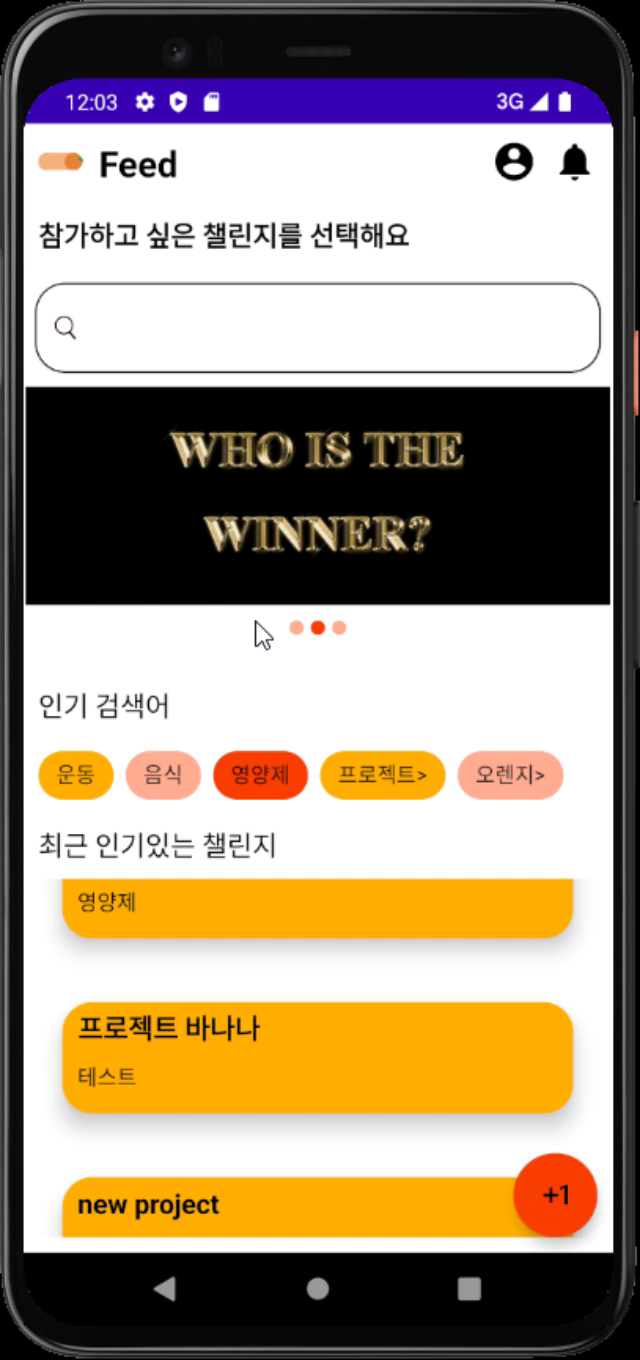 12:03 3G
Feed
참가하고 싶은 챌린지를 선택해요
WHO IS THE
WINNER?
인기 검색어
운동 음식 영양제 프로젝트> 오렌지>
최근 인기있는 챌린지
영양제
프로젝트 바나나
테스트
new project
+1